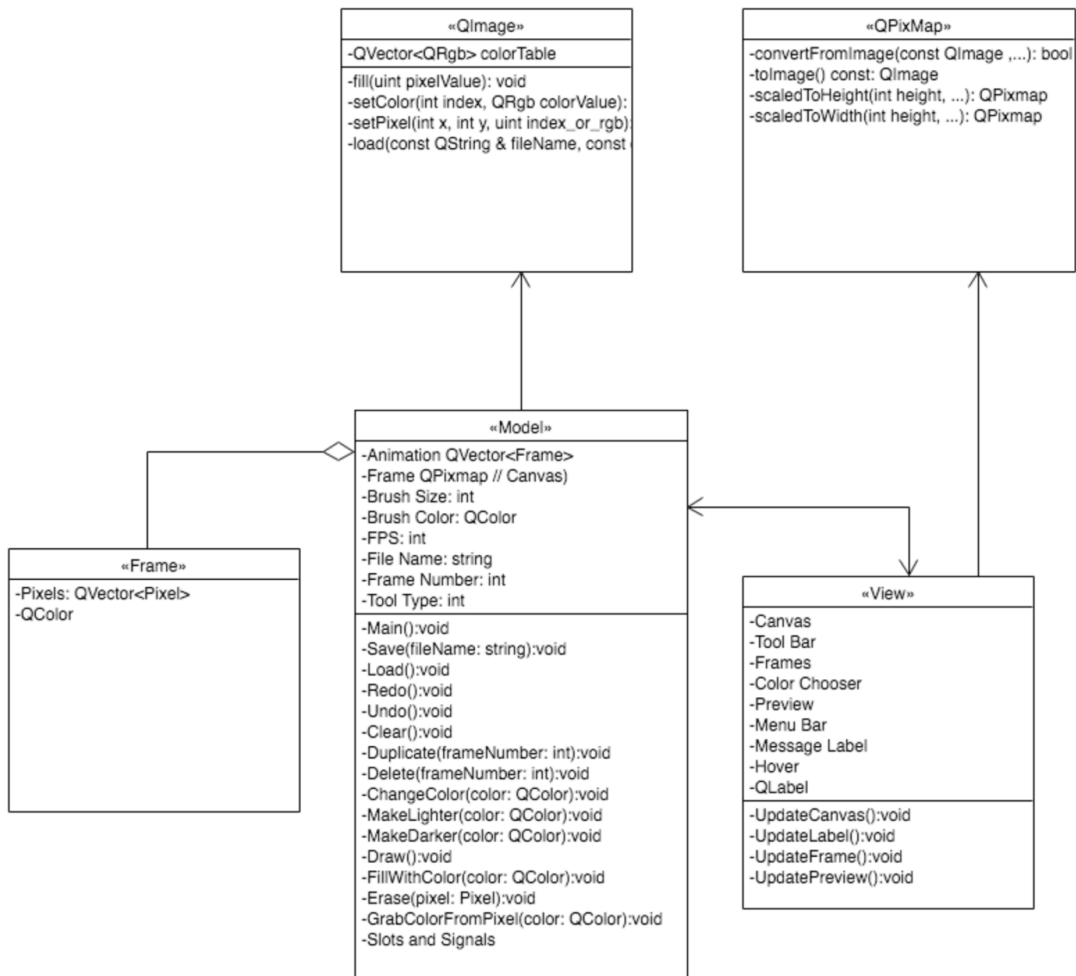 «QImage»
-QVector<QRgb> colorTable
-fill(uint pixelValue): void
-setColor(int index, QRgb colorValue):
-setPixel(int x, int y, uint index_or_rgb):
-load(const QString & fileName, const
«QPixMap»
-convertFromImage(const QImage ,...): bool
-toImage() const: QImage
-scaledToHeight(int height, ...): QPixmap
-scaledToWidth(int height, ...): QPixmap
«Model»
-Animation QVector<Frame>
-Frame QPixmap // Canvas)
-Brush Size: int
-Brush Color: QColor
-FPS: int
-File Name: string
-Frame Number: int
-Tool Type: int
-Main():void
-Save(fileName: string):void
-Load():void
-Redo():void
-Undo():void
-Clear():void
-Duplicate(frameNumber: int):void
-Delete(frameNumber: int):void
-ChangeColor(color: QColor):void
-MakeLighter(color: QColor):void
-MakeDarker(color: QColor):void
-Draw():void
-FillWithColor(color: QColor):void
-Erase(pixel: Pixel):void
-GrabColorFromPixel(color: QColor):void
-Slots and Signals
«Frame»
-Pixels: QVector<Pixel>
-QColor
«View»
-Canvas
-Tool Bar
-Frames
-Color Chooser
-Preview
-Menu Bar
-Message Label
-Hover
-QLabel
-UpdateCanvas():void
-UpdateLabel():void
-UpdateFrame():void
-UpdatePreview():void